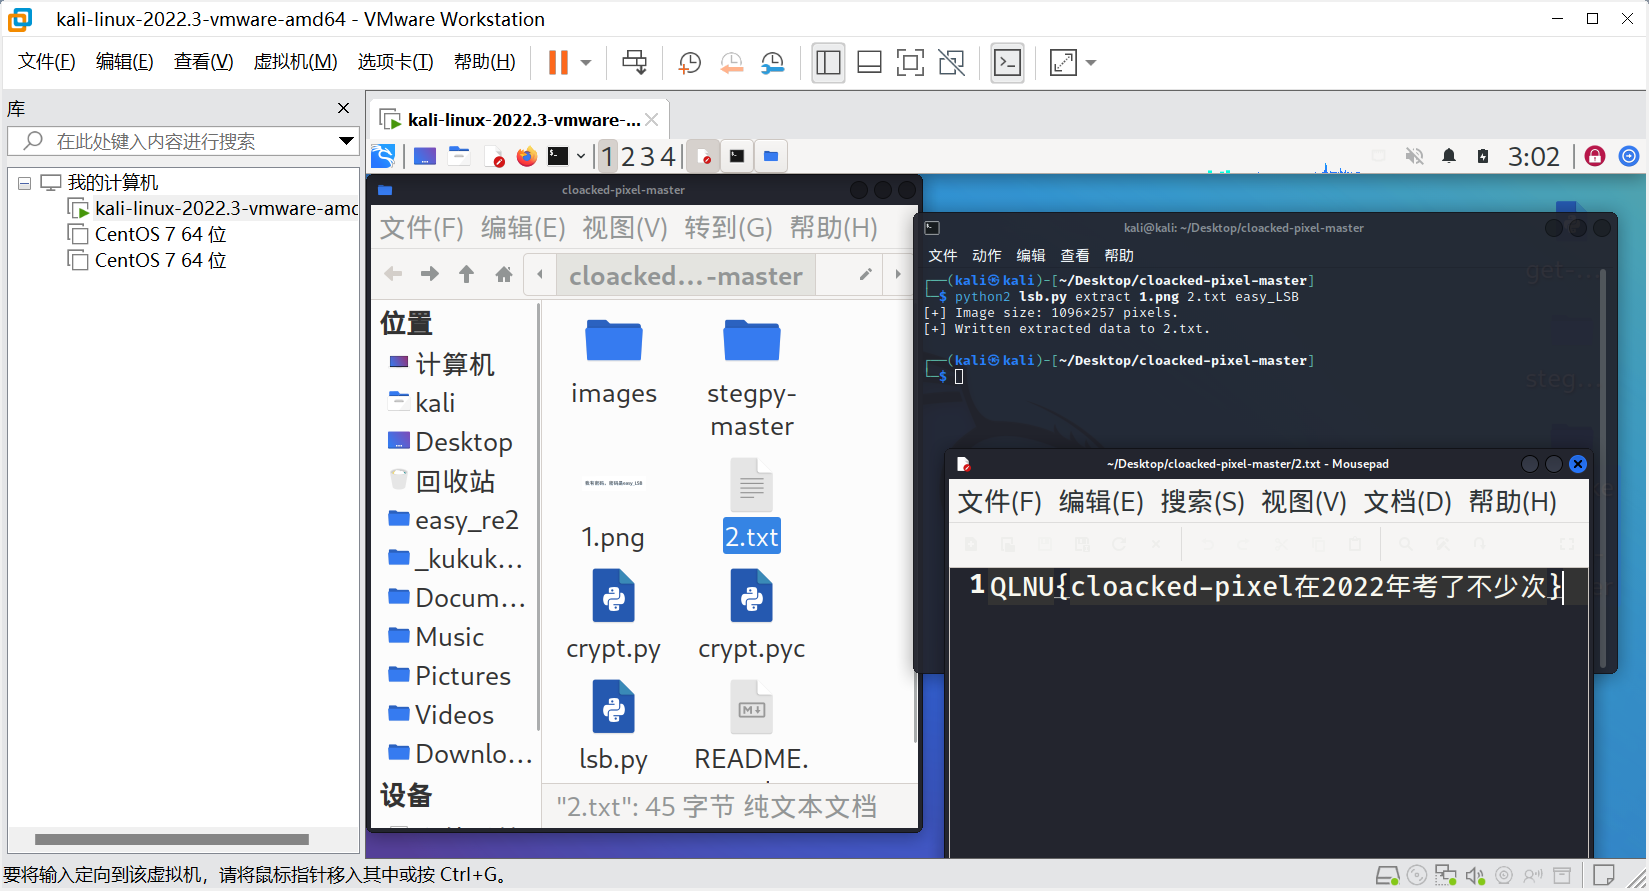 kali-linux-2022.3-vmware-amd64 - VMware Workstation
文件(F) 编辑(E) 查看(V) 虚拟机(M) 选项卡(T) 帮助(H)
库
在此处键入内容进行搜索
我的计算机
kali-linux-2022.3-vmware-amd
CentOS 7 64 位
CentOS 7 64 位
kali-linux-2022.3-vmware-...
1 2 3 4
3:02
cloacked-pixel-master
文件(F) 编辑(E) 视图(V) 转到(G) 帮助(H)
cloacked...-master
位置
计算机
kali
Desktop
回收站
easy_re2
_kukuk...
Docum...
Music
Pictures
Videos
Downlo...
设备
images
stegpy-master
1.png
2.txt
crypt.py
crypt.pyc
lsb.py
README.
"2.txt": 45 字节 纯文本文档
kali@kali: ~/Desktop/cloacked-pixel-master
文件 动作 编辑 查看 帮助
┌──(kali㉿kali)-[~/Desktop/cloacked-pixel-master]
└─$ python2 lsb.py extract 1.png 2.txt easy_LSB
[+] Image size: 1096×257 pixels.
[+] Written extracted data to 2.txt.
┌──(kali㉿kali)-[~/Desktop/cloacked-pixel-master]
└─$
~/Desktop/cloacked-pixel-master/2.txt - Mousepad
文件(F) 编辑(E) 搜索(S) 视图(V) 文档(D) 帮助(H)
1 QLNU{cloacked-pixel在2022年考了不少次}
要将输入定向到该虚拟机，请将鼠标指针移入其中或按 Ctrl+G。